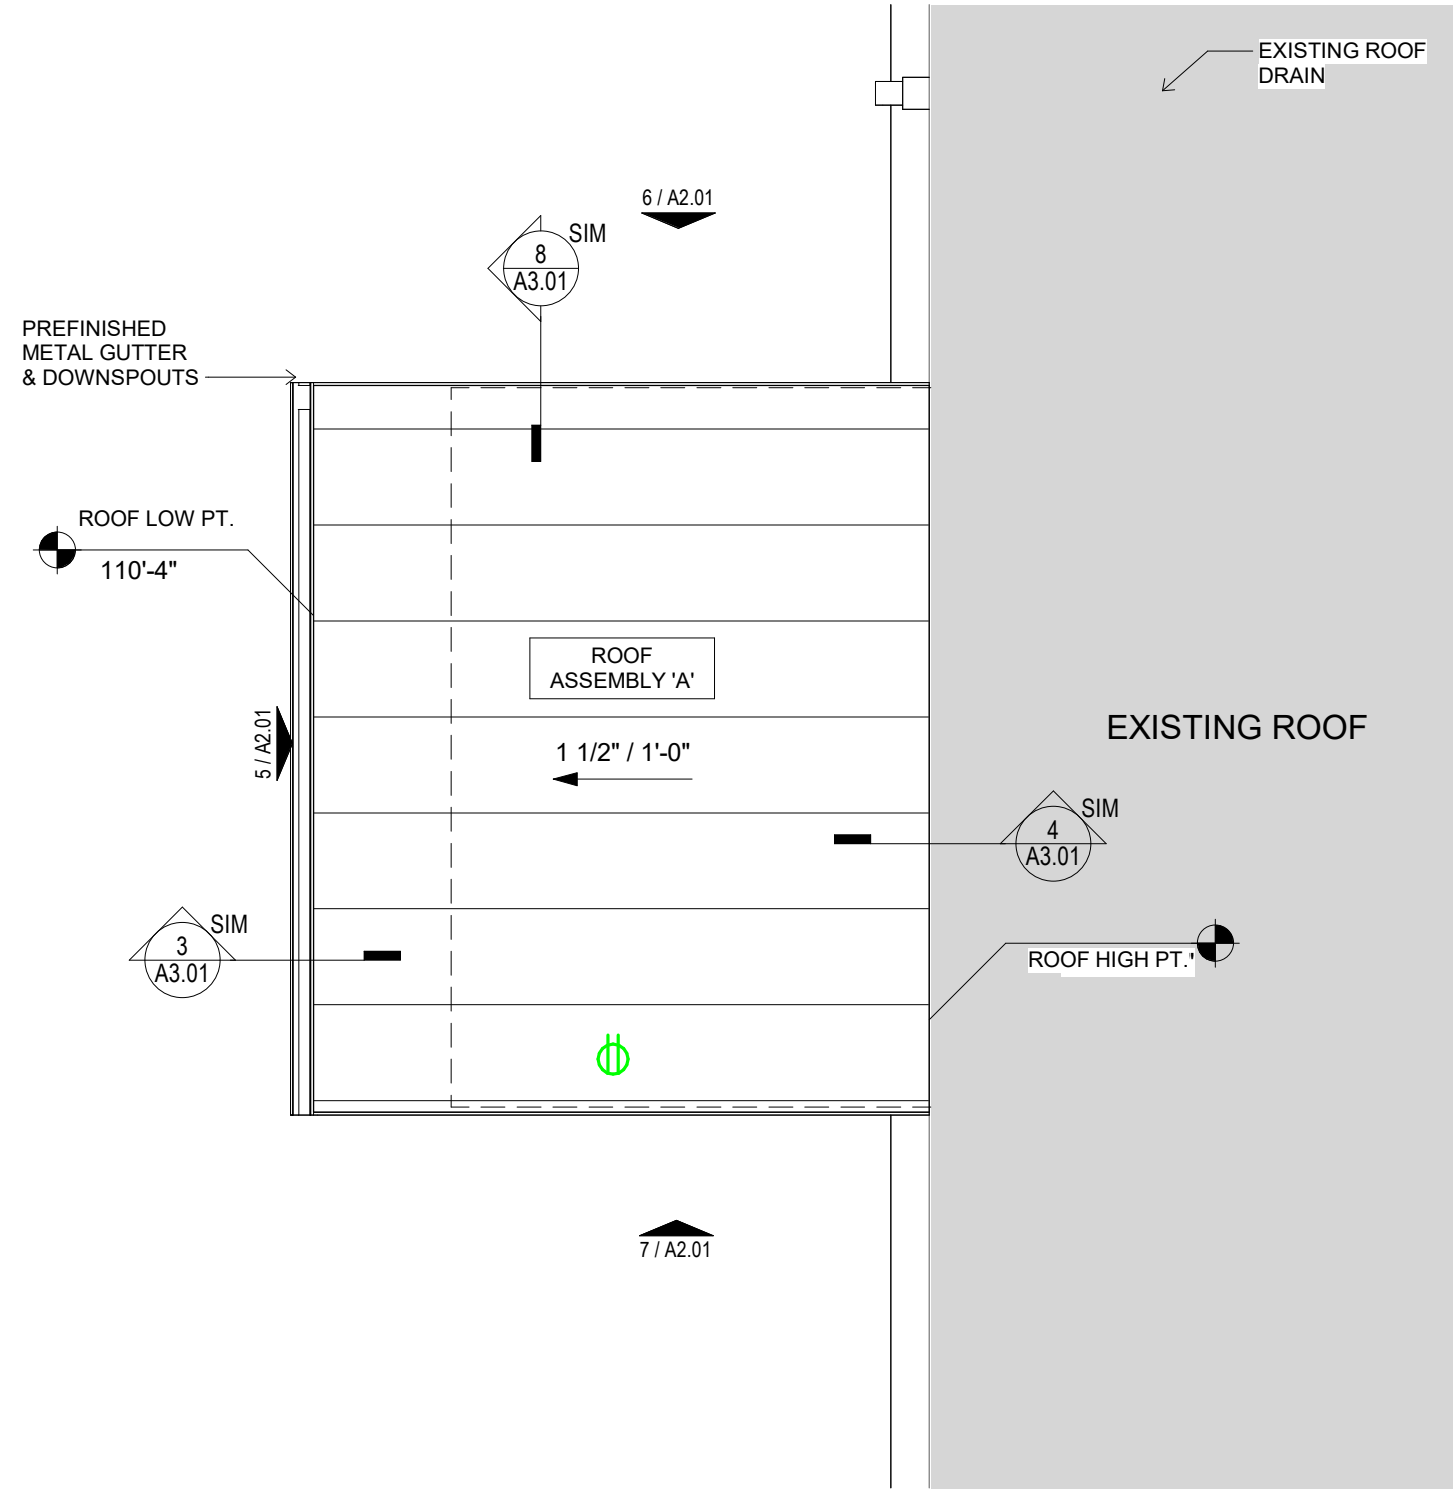 EXISTING ROOF
DRAIN
6 / A2.01
SIM
8
A3.01
PREFINISHED
METAL GUTTER
& DOWNSPOUTS
ROOF LOW PT.
110'-4"
ROOF
ASSEMBLY 'A'
5 / A2.01
1 1/2" / 1'-0"
EXISTING ROOF
SIM
4
A3.01
SIM
3
A3.01
ROOF HIGH PT.'
7 / A2.01